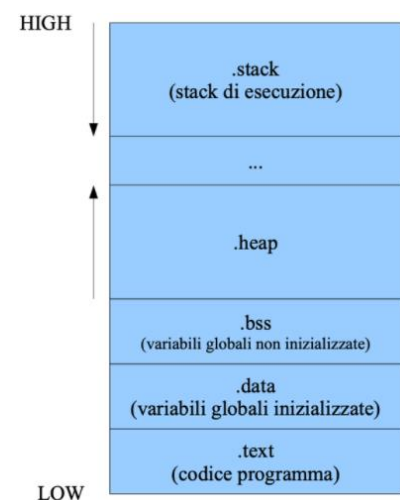 HIGH
.stack
(stack di esecuzione)
...
.heap
.bss
(variabili globali non inizializzate)
.data
(variabili globali inizializzate)
.text
(codice programma)
LOW